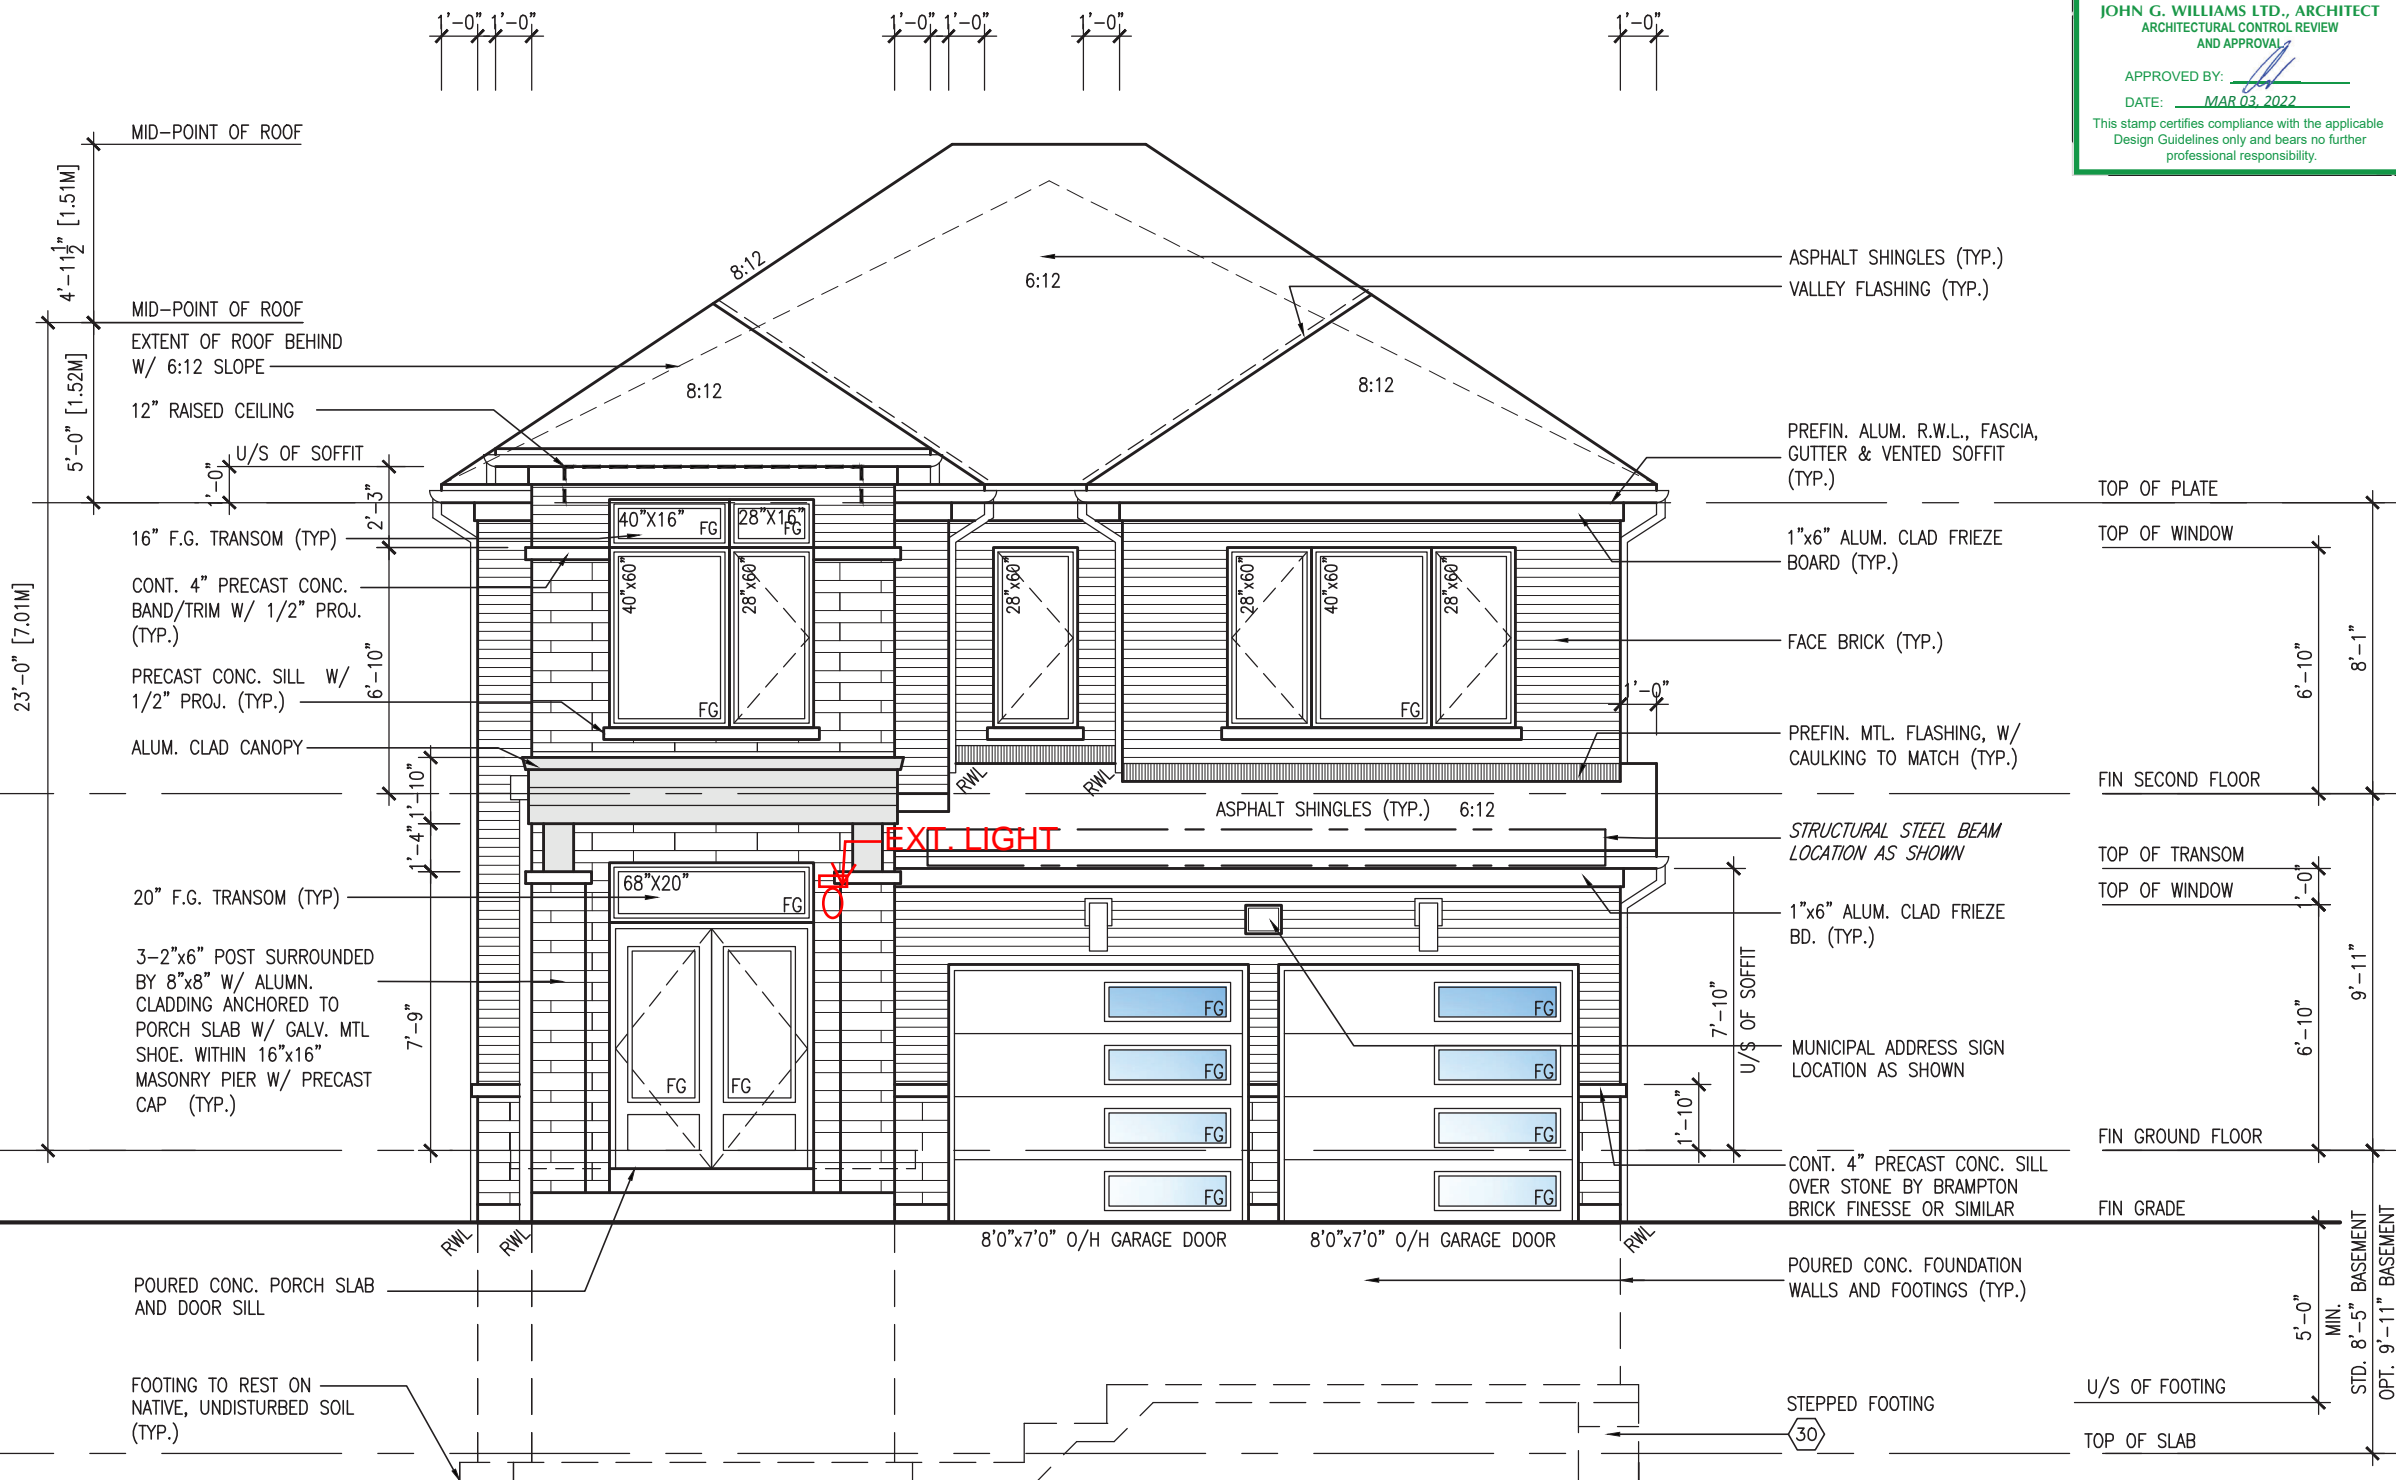 1'-0" 1'-0" 1'-0" 1'-0" 1'-0" 1'-0"
JOHN G. WILLIAMS LTD., ARCHITECT
ARCHITECTURAL CONTROL REVIEW
AND APPROVAL
APPROVED BY:
DATE: MAR 03, 2022
This stamp certifies compliance with the applicable
Design Guidelines only and bears no further
professional responsibility.
MID-POINT OF ROOF
4'-11 1/2" [1.51M]
MID-POINT OF ROOF
5'-0" [1.52M]
23'-0" [7.01M]
EXTENT OF ROOF BEHIND
W/ 6:12 SLOPE
12" RAISED CEILING
U/S OF SOFFIT
1'-0"
2'-3"
16" F.G. TRANSOM (TYP)
CONT. 4" PRECAST CONC.
BAND/TRIM W/ 1/2" PROJ.
(TYP.)
6'-10"
PRECAST CONC. SILL W/
1/2" PROJ. (TYP.)
ALUM. CLAD CANOPY
1'-10"
1'-4"
20" F.G. TRANSOM (TYP)
3-2"x6" POST SURROUNDED
BY 8"x8" W/ ALUMN.
CLADDING ANCHORED TO
PORCH SLAB W/ GALV. MTL
SHOE. WITHIN 16"x16"
MASONRY PIER W/ PRECAST
CAP (TYP.)
7'-9"
POURED CONC. PORCH SLAB
AND DOOR SILL
FOOTING TO REST ON
NATIVE, UNDISTURBED SOIL
(TYP.)
8:12
6:12
8:12
8:12
40"X16" FG
28"X16" FG
40"x60" FG
28"x60"
28"x60"
28"x60"
40"x60" FG
28"x60"
1'-0"
RWL
RWL
ASPHALT SHINGLES (TYP.) 6:12
EXT. LIGHT
68"X20" FG
FG FG
FG FG
FG FG
FG FG
FG FG
RWL RWL
8'0"x7'0" O/H GARAGE DOOR
8'0"x7'0" O/H GARAGE DOOR
RWL
ASPHALT SHINGLES (TYP.)
VALLEY FLASHING (TYP.)
PREFIN. ALUM. R.W.L., FASCIA,
GUTTER & VENTED SOFFIT
(TYP.)
1"x6" ALUM. CLAD FRIEZE
BOARD (TYP.)
FACE BRICK (TYP.)
PREFIN. MTL. FLASHING, W/
CAULKING TO MATCH (TYP.)
STRUCTURAL STEEL BEAM
LOCATION AS SHOWN
1"x6" ALUM. CLAD FRIEZE
BD. (TYP.)
7'-10"
U/S OF SOFFIT
MUNICIPAL ADDRESS SIGN
LOCATION AS SHOWN
1'-10"
CONT. 4" PRECAST CONC. SILL
OVER STONE BY BRAMPTON
BRICK FINESSE OR SIMILAR
POURED CONC. FOUNDATION
WALLS AND FOOTINGS (TYP.)
STEPPED FOOTING
30
TOP OF PLATE
TOP OF WINDOW
6'-10"
8'-1"
FIN SECOND FLOOR
TOP OF TRANSOM
TOP OF WINDOW
1'-0"
9'-11"
6'-10"
FIN GROUND FLOOR
FIN GRADE
5'-0"
MIN.
STD. 8'-5" BASEMENT
OPT. 9'-11" BASEMENT
U/S OF FOOTING
TOP OF SLAB